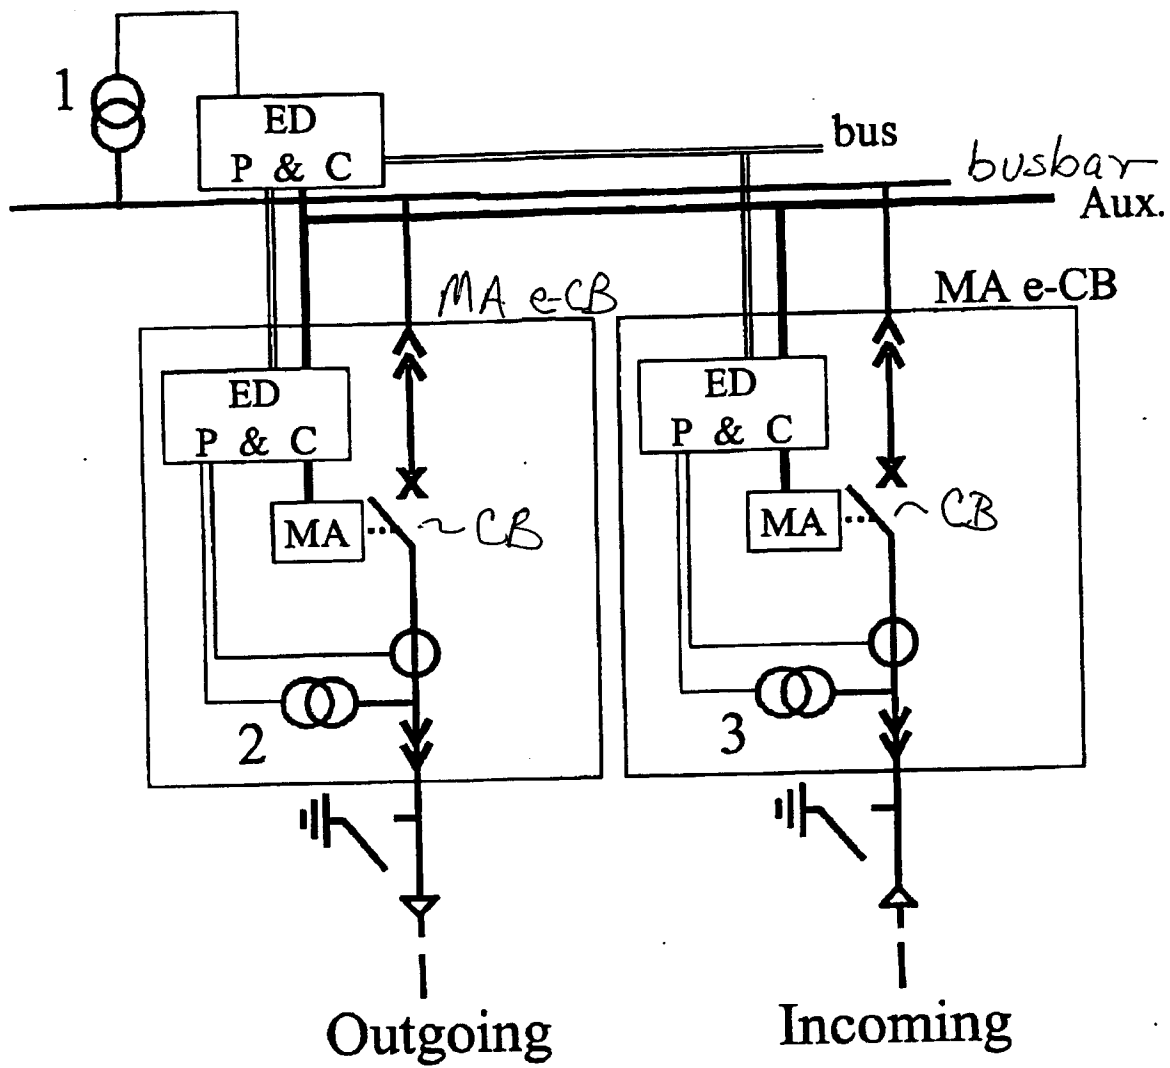 1
ED
P & C
bus
busbar
Aux.
MA e-CB
MA e-CB
ED
P & C
ED
P & C
MA
CB
MA
CB
2
3
Outgoing
Incoming